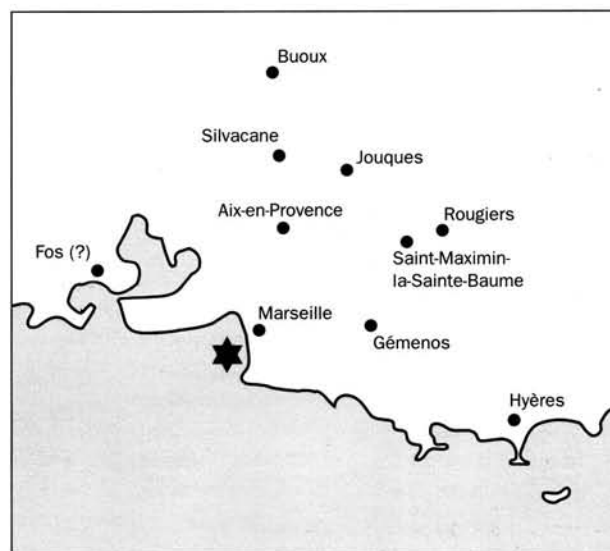 Buoux
Silvacane
Jouques
Aix-en-Provence
Rougiers
Fos (?)
Saint-Maximin-
la-Sainte-Baume
Marseille
Gémenos
Hyères